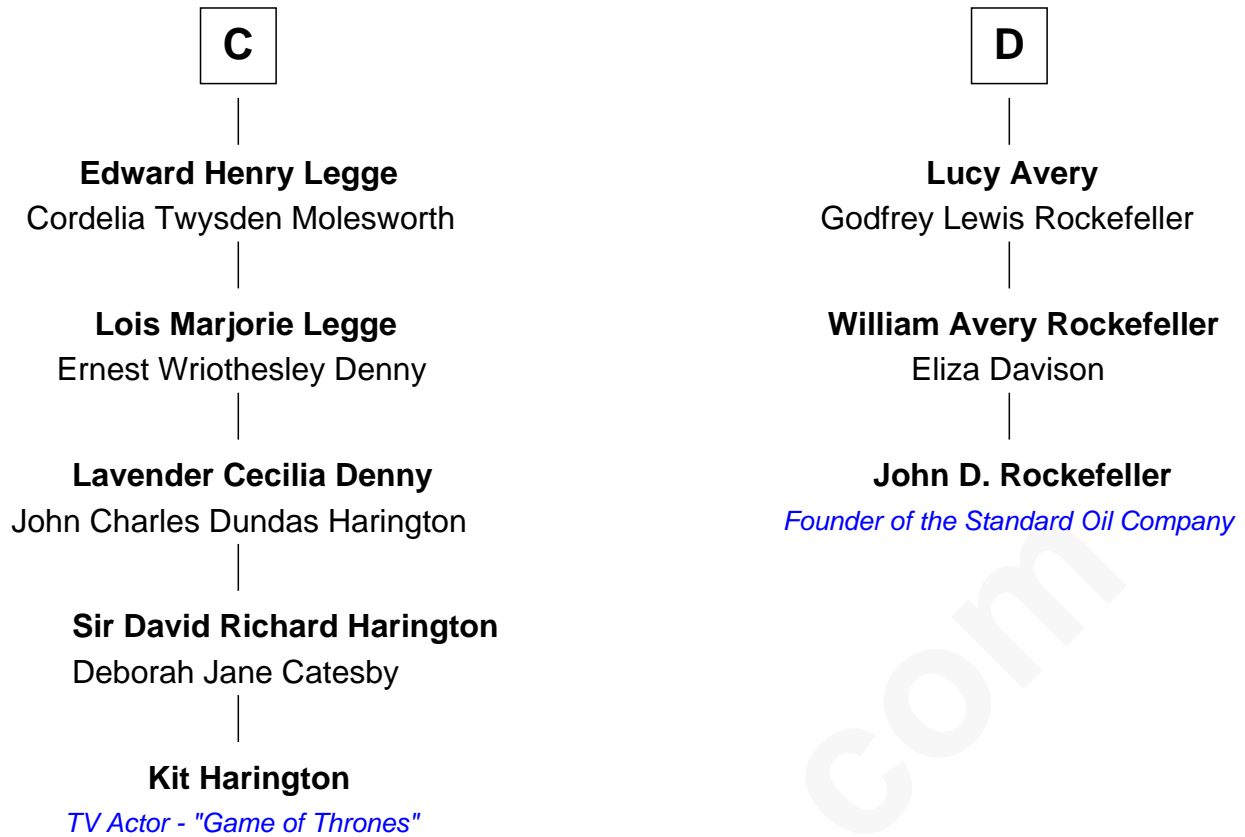 C
Edward Henry Legge
Cordelia Twysden Molesworth
Lois Marjorie Legge
Ernest Wriothesley Denny
Lavender Cecilia Denny
John Charles Dundas Harington
Sir David Richard Harington
Deborah Jane Catesby
Kit Harington
TV Actor - "Game of Thrones"
D
Lucy Avery
Godfrey Lewis Rockefeller
William Avery Rockefeller
Eliza Davison
John D. Rockefeller
Founder of the Standard Oil Company
com